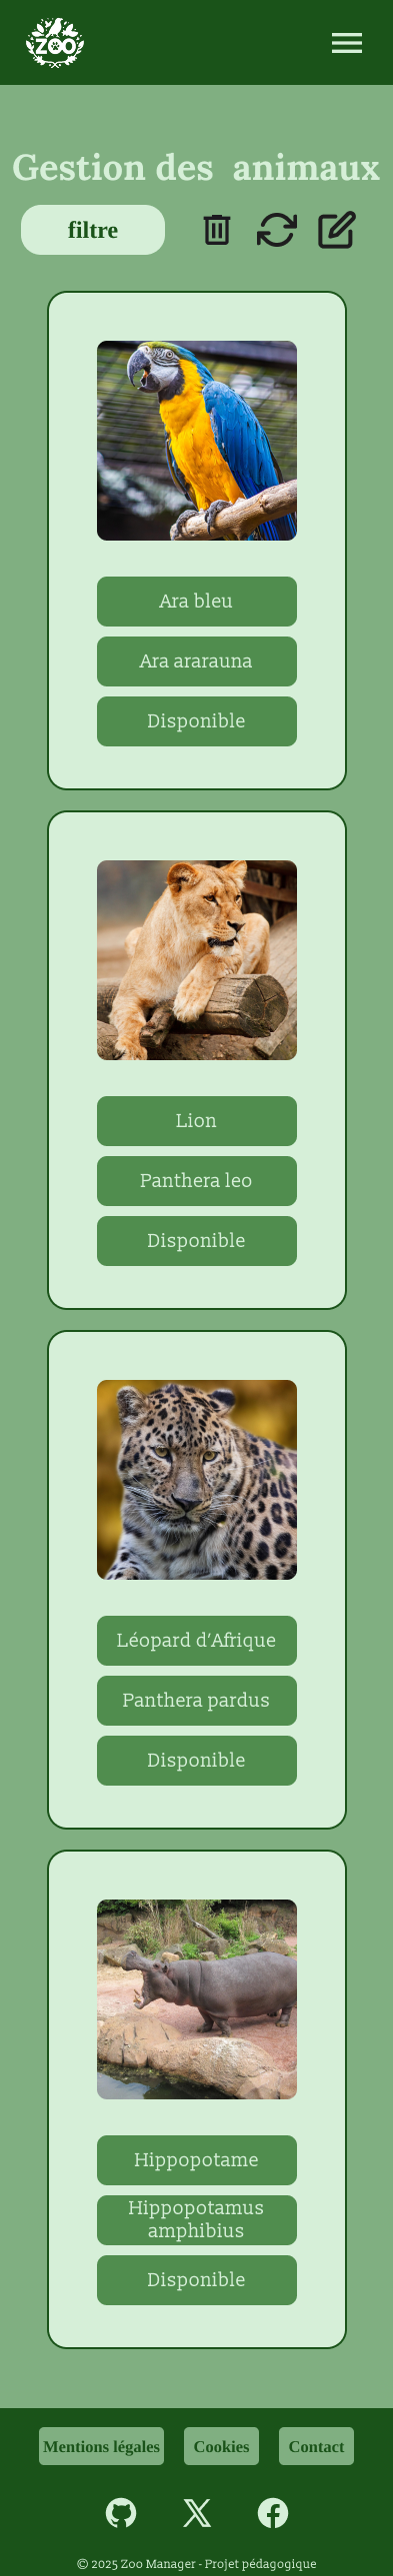 ZOO
Gestion des animaux
filtre
Ara bleu
Ara ararauna
Disponible
Lion
Panthera leo
Disponible
Léopard d’Afrique
Panthera pardus
Disponible
Hippopotame
Hippopotamus
amphibius
Disponible
Mentions légales Cookies Contact
© 2025 Zoo Manager - Projet pédagogique